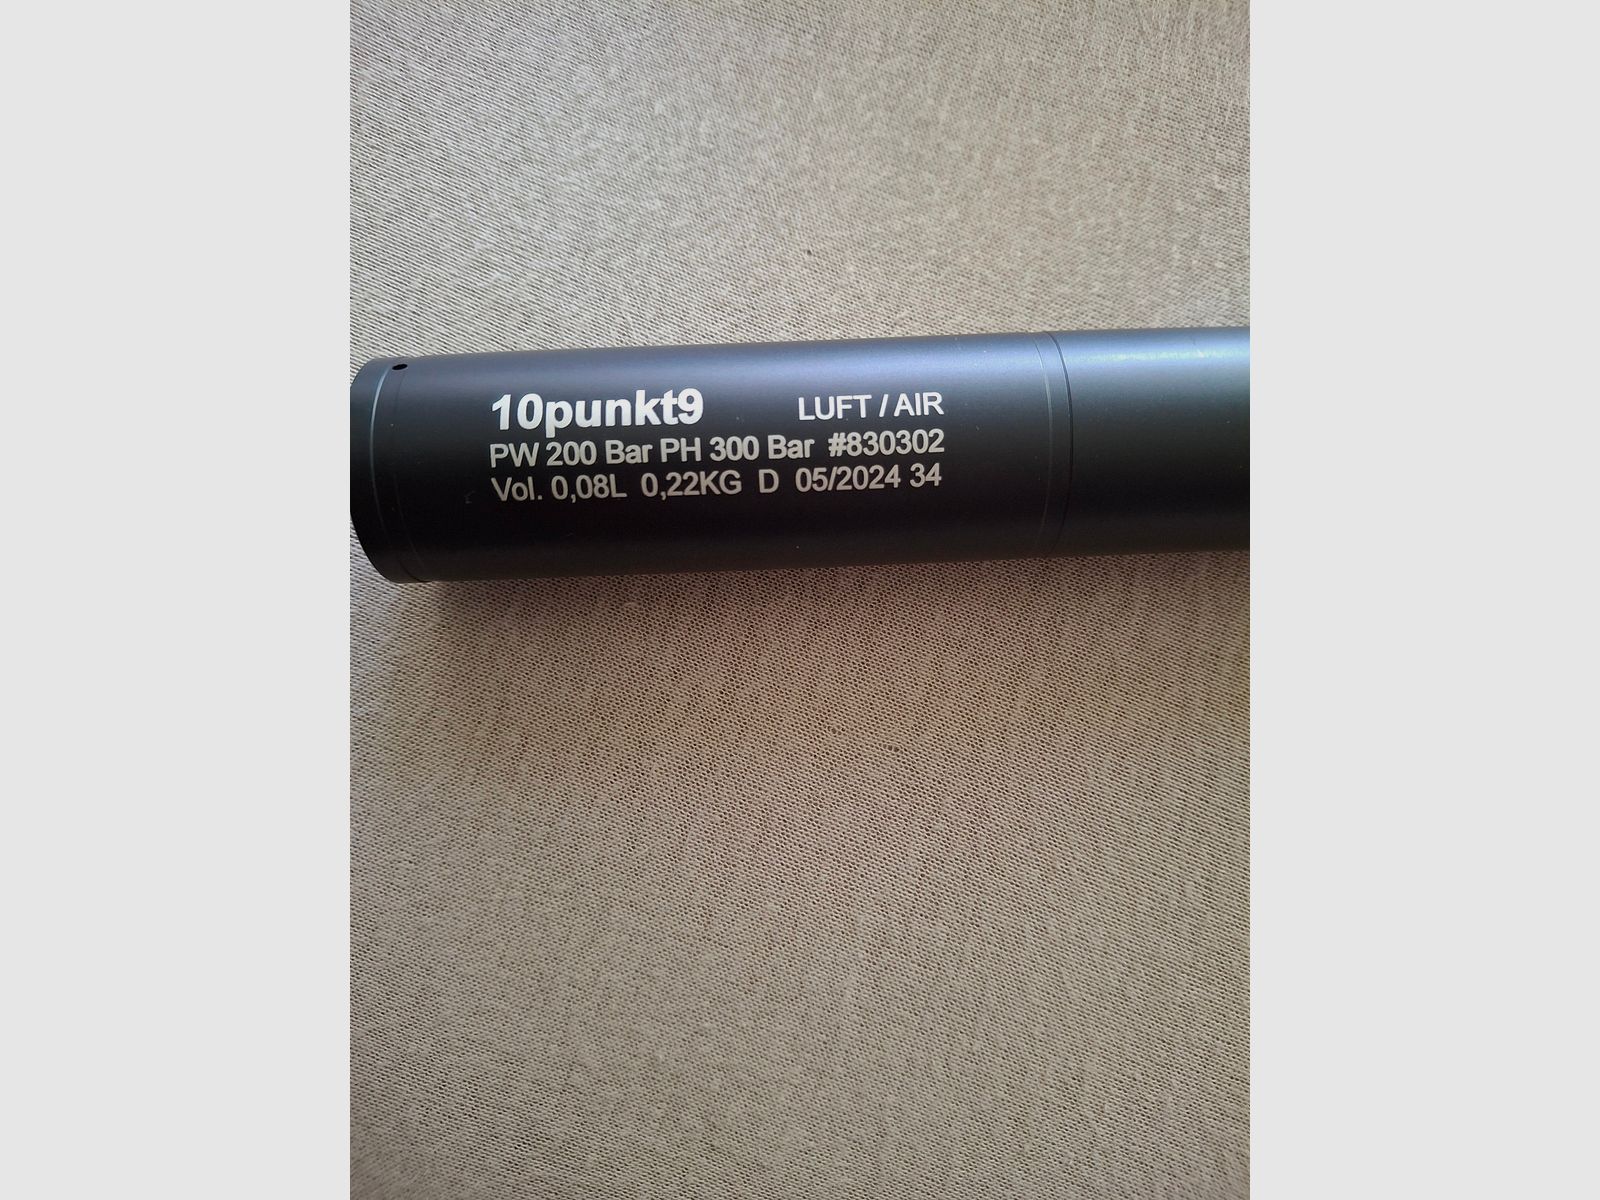 10punkt9 LUFT / AIR
PW 200 Bar PH 300 Bar #830302
Vol. 0,08L 0,22KG D 05/2024 34